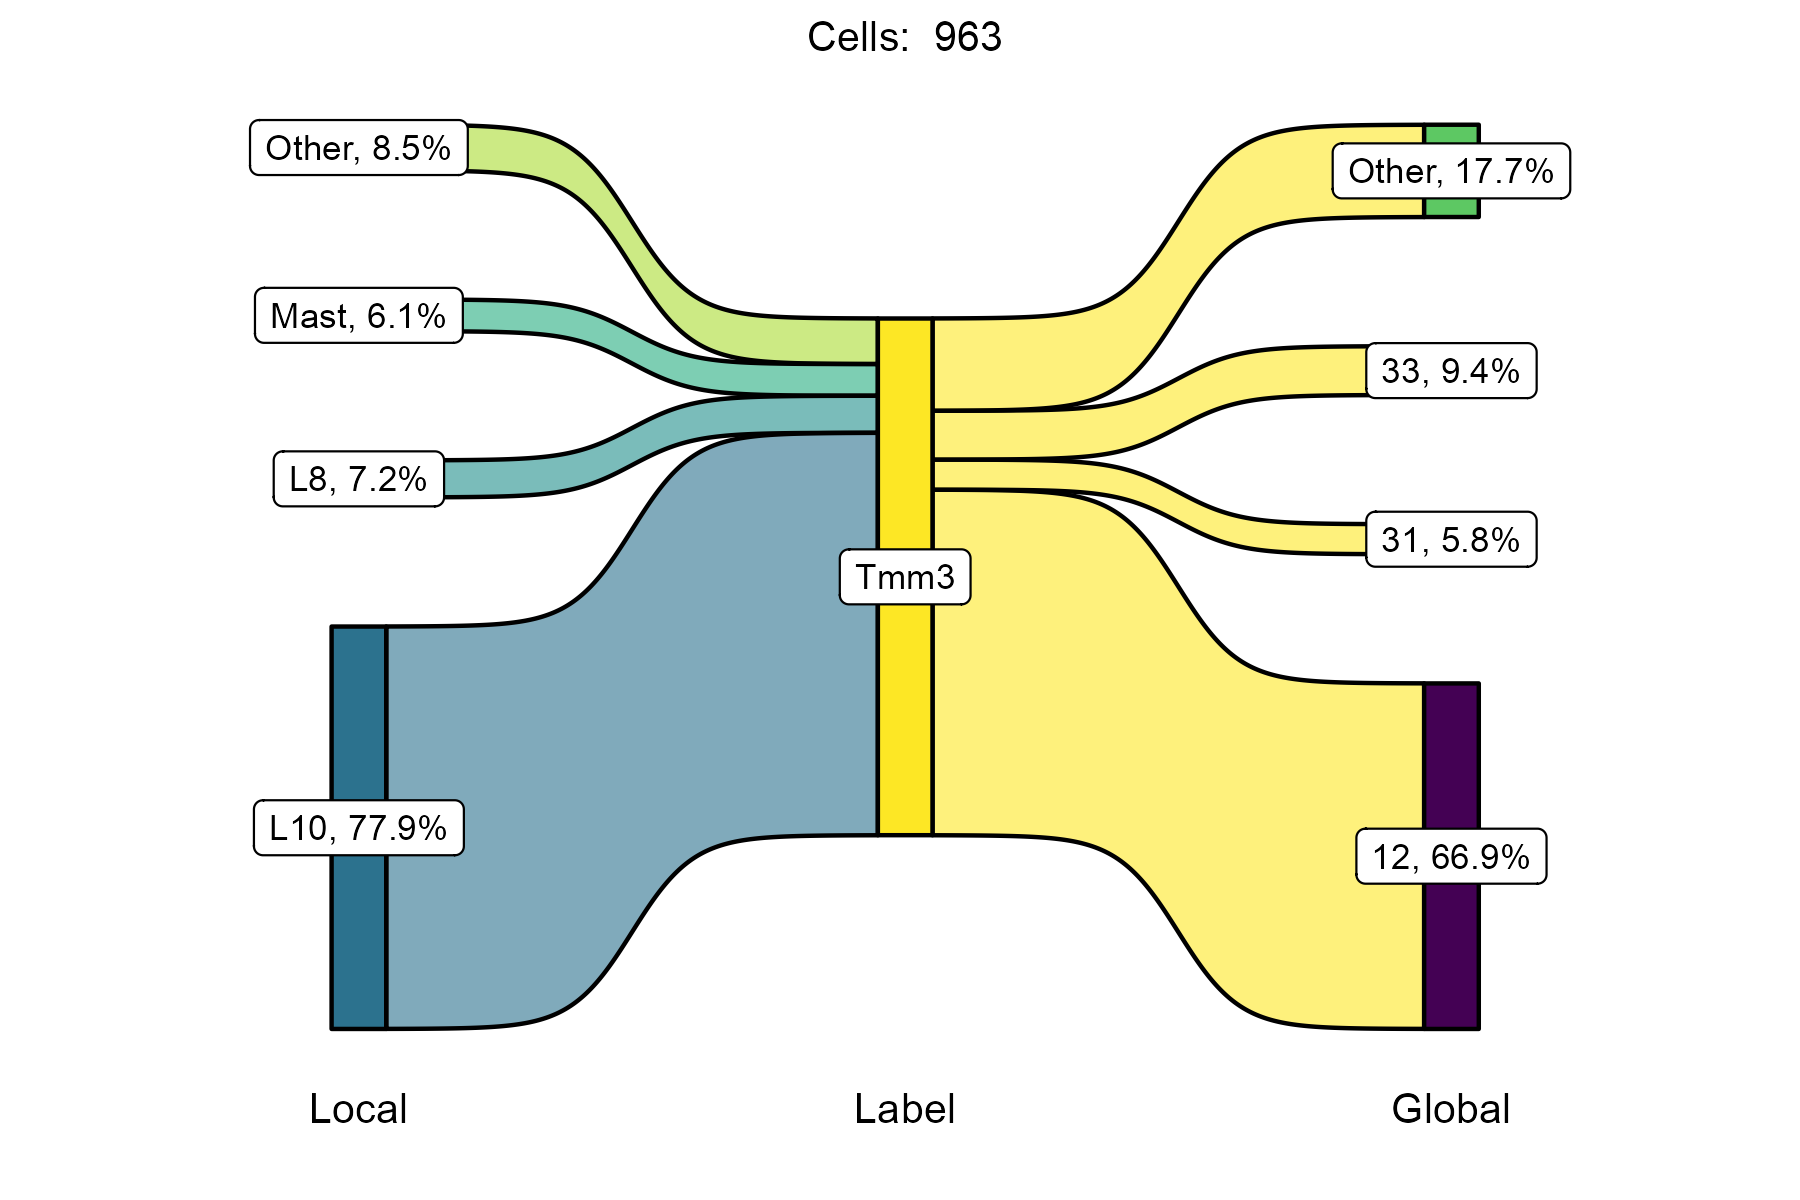 Cells:  963
Other, 8.5%
Mast, 6.1%
L8, 7.2%
L10, 77.9%
Tmm3
Other, 17.7%
33, 9.4%
31, 5.8%
12, 66.9%
Local
Label
Global